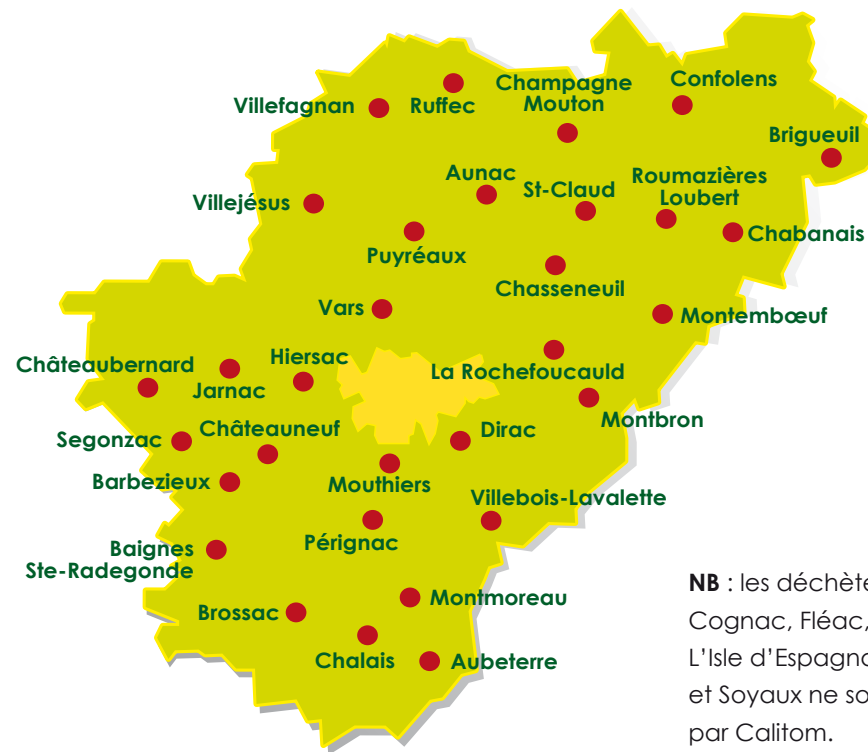 Champagne
Mouton
Confolens
Villefagnan
Ruffec
Brigueuil
Aunac
St-Claud
Roumazières
Loubert
Villejésus
Chabanais
Puyréaux
Chasseneuil
Vars
Montembœuf
Châteaubernard
Hiersac
La Rochefoucauld
Jarnac
Montbron
Segonzac
Châteauneuf
Dirac
Barbezieux
Mouthiers
Villebois-Lavalette
Pérignac
Baignes
Ste-Radegonde
Brossac
Montmoreau
Chalais
Aubeterre
NB : les déchète
Cognac, Fléac,
L'Isle d'Espagna
et Soyaux ne so
par Calitom.